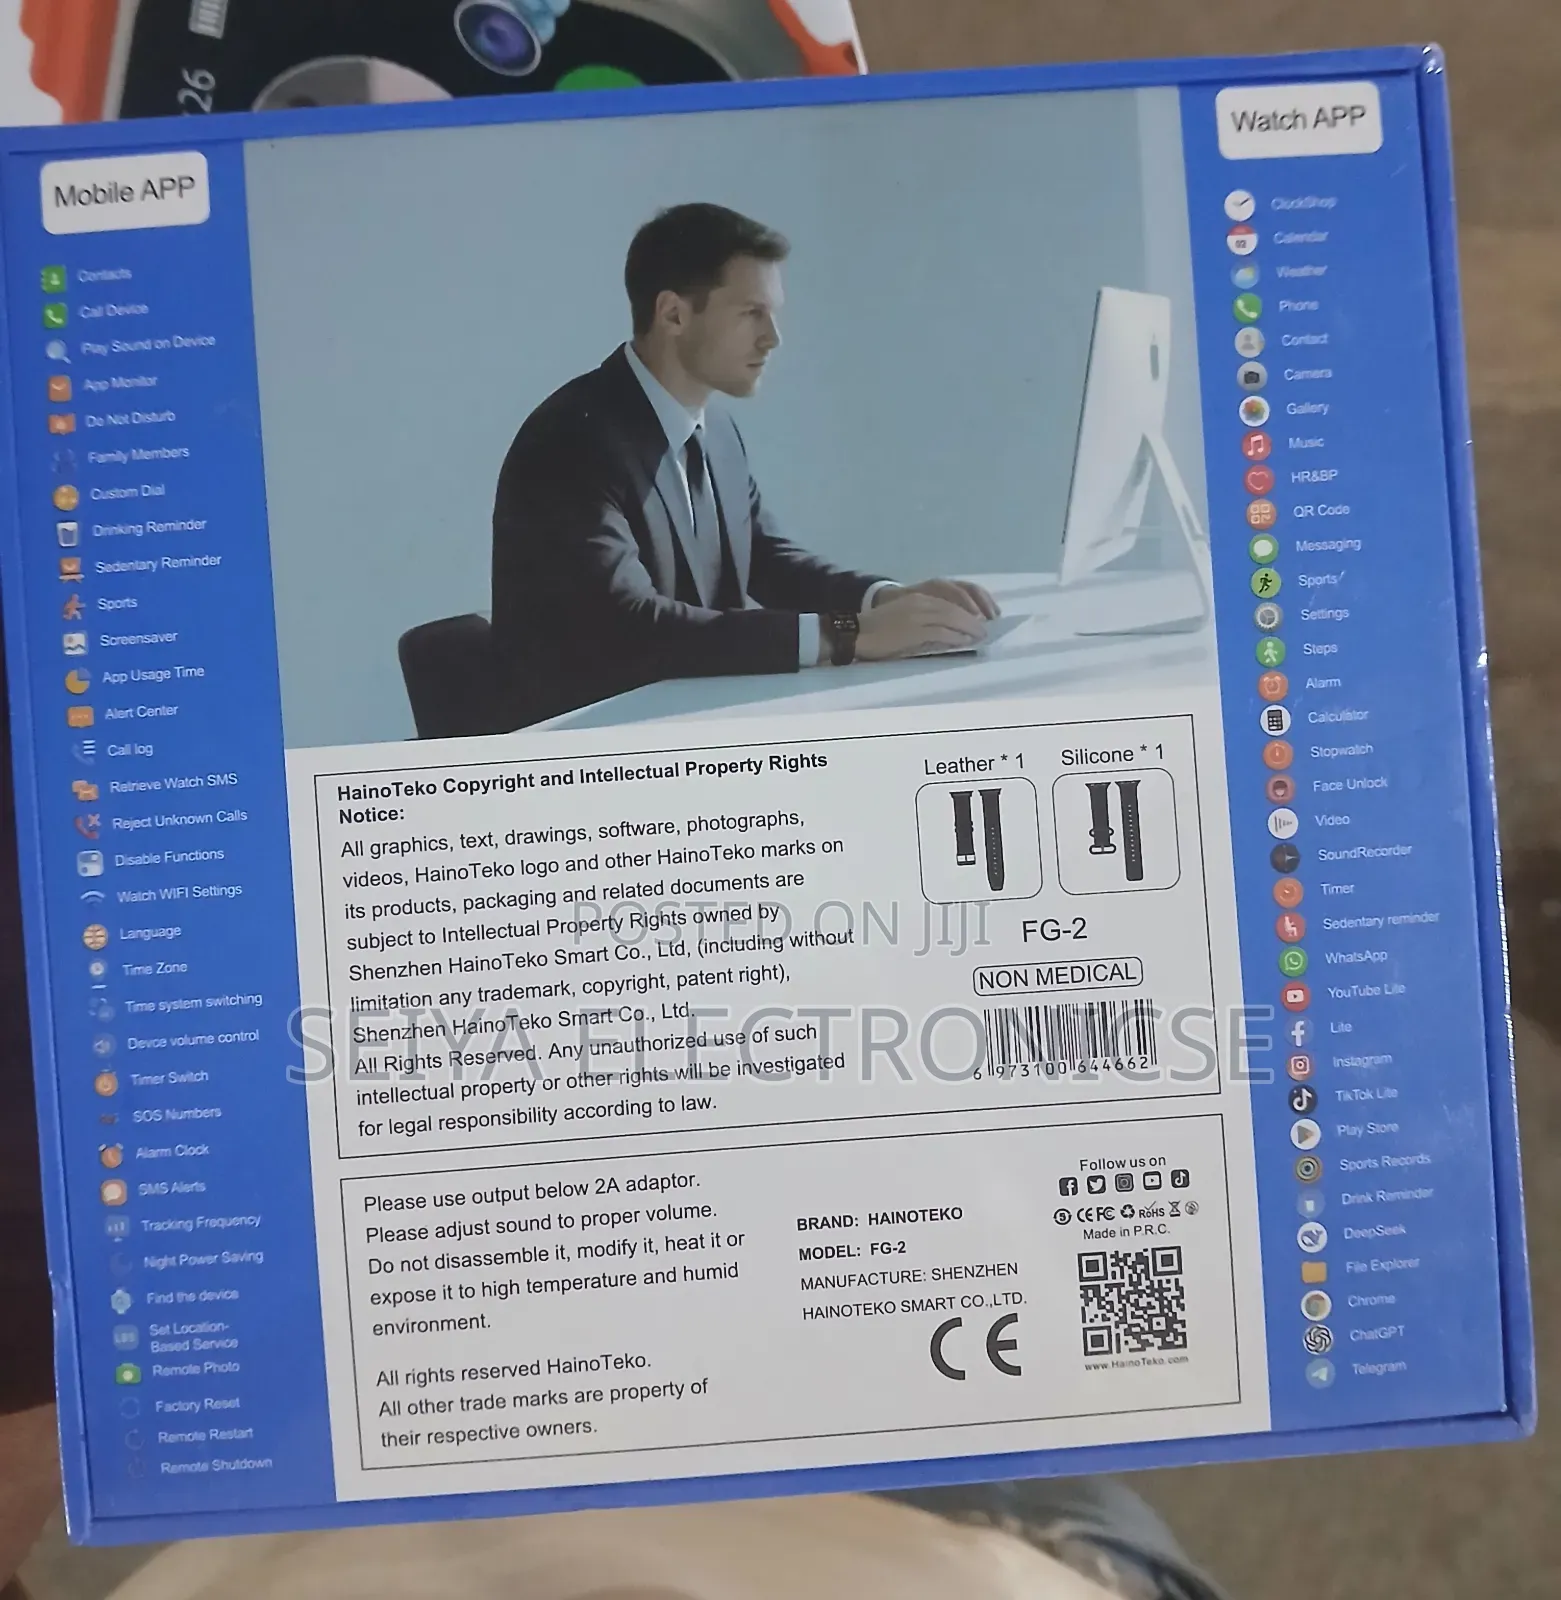 26
Mobile APP
Contacts
Call Device
Play Sound on Device
App Monitor
Do Not Disturb
Family Members
Custom Dial
Drinking Reminder
Sedentary Reminder
Sports
Screensaver
App Usage Time
Alert Center
Call log
Retrieve Watch SMS
Reject Unknown Calls
Disable Functions
Watch WIFI Settings
Language
Time Zone
Time system switching
Devce volume control
Timer Switch
SOS Numbers
Alarm Clock
SMS Alerts
Tracking Frequency
Night Power Saving
Find the device
Set Location-
Based Service
Remote Photo
Factory Reset
Remote Restart
Remote Shutdown
HainoTeko Copyright and Intellectual Property Rights
Notice:
All graphics, text, drawings, software, photographs,
videos, HainoTeko logo and other HainoTeko marks on
its products, packaging and related documents are
subject to Intellectual Property Rights owned by
Shenzhen HainoTeko Smart Co., Ltd, (including without
limitation any trademark, copyright, patent right),
Shenzhen HainoTeko Smart Co., Ltd.
All Rights Reserved. Any unauthorized use of such
intellectual property or other rights will be investigated
for legal responsibility according to law.
Leather * 1
Silicone * 1
FG-2
NON MEDICAL
6 973100 644662
POSTED ON JIJI
SEIYA ELECTRONICSE
Please use output below 2A adaptor.
Please adjust sound to proper volume.
Do not disassemble it, modify it, heat it or
expose it to high temperature and humid
environment.
All rights reserved HainoTeko.
All other trade marks are property of
their respective owners.
BRAND: HAINOTEKO
MODEL: FG-2
MANUFACTURE: SHENZHEN
HAINOTEKO SMART CO.,LTD.
CE
Follow us on
CE FC RoHS
Made in P.R.C.
www.HainoTeko.com
Watch APP
ClockShop
Calendar
Weather
Phone
Contact
Camera
Gallery
Music
HR&BP
QR Code
Messaging
Sports
Settings
Steps
Alarm
Calculator
Stopwatch
Face Unlock
Video
SoundRecorder
Timer
Sedentary reminder
WhatsApp
YouTube Lite
Lite
Instagram
TikTok Lite
Play Store
Sports Records
Drink Reminder
DeepSeek
File Explorer
Chrome
ChatGPT
Telegram